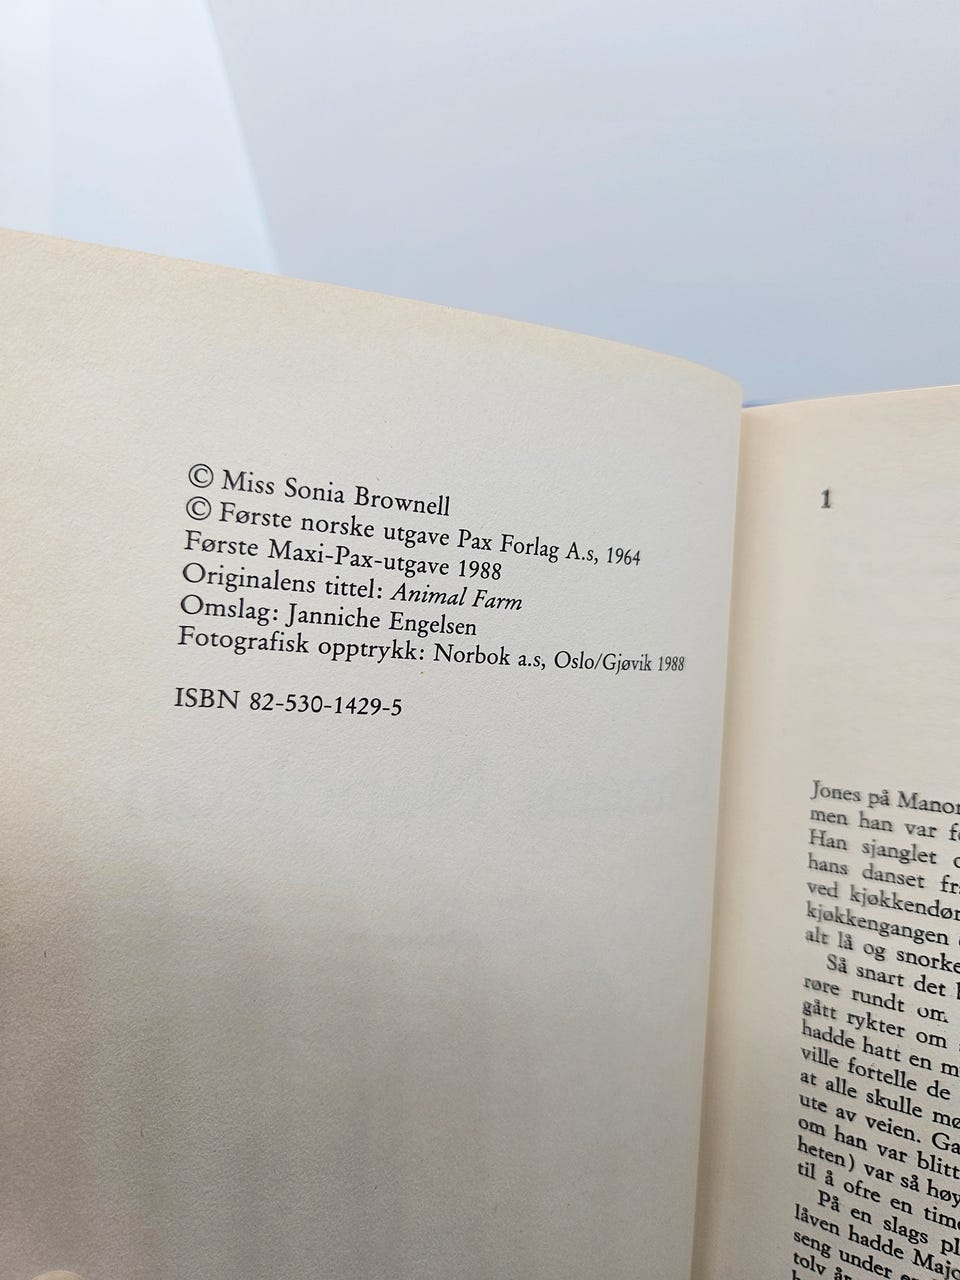 © Miss Sonia Brownell
© Første norske utgave Pax Forlag A.s, 1964
Første Maxi-Pax-utgave 1988
Originalens tittel: Animal Farm
Omslag: Janniche Engelsen
Fotografisk opptrykk: Norbok a.s, Oslo/Gjøvik 1988
ISBN 82-530-1429-5
1
Jones på Manor
men han var
Han sjanglet
hans danset
ved kjøkkendør
kjøkkengangen
alt lå og snorke
Så snart det
røre rundt om
gått rykter om
hadde hatt en
ville fortelle de
at alle skulle
ute av veien.
om han var blitt
heten) var så
til å ofre en time
På en slags
låven hadde
seng under
tolv